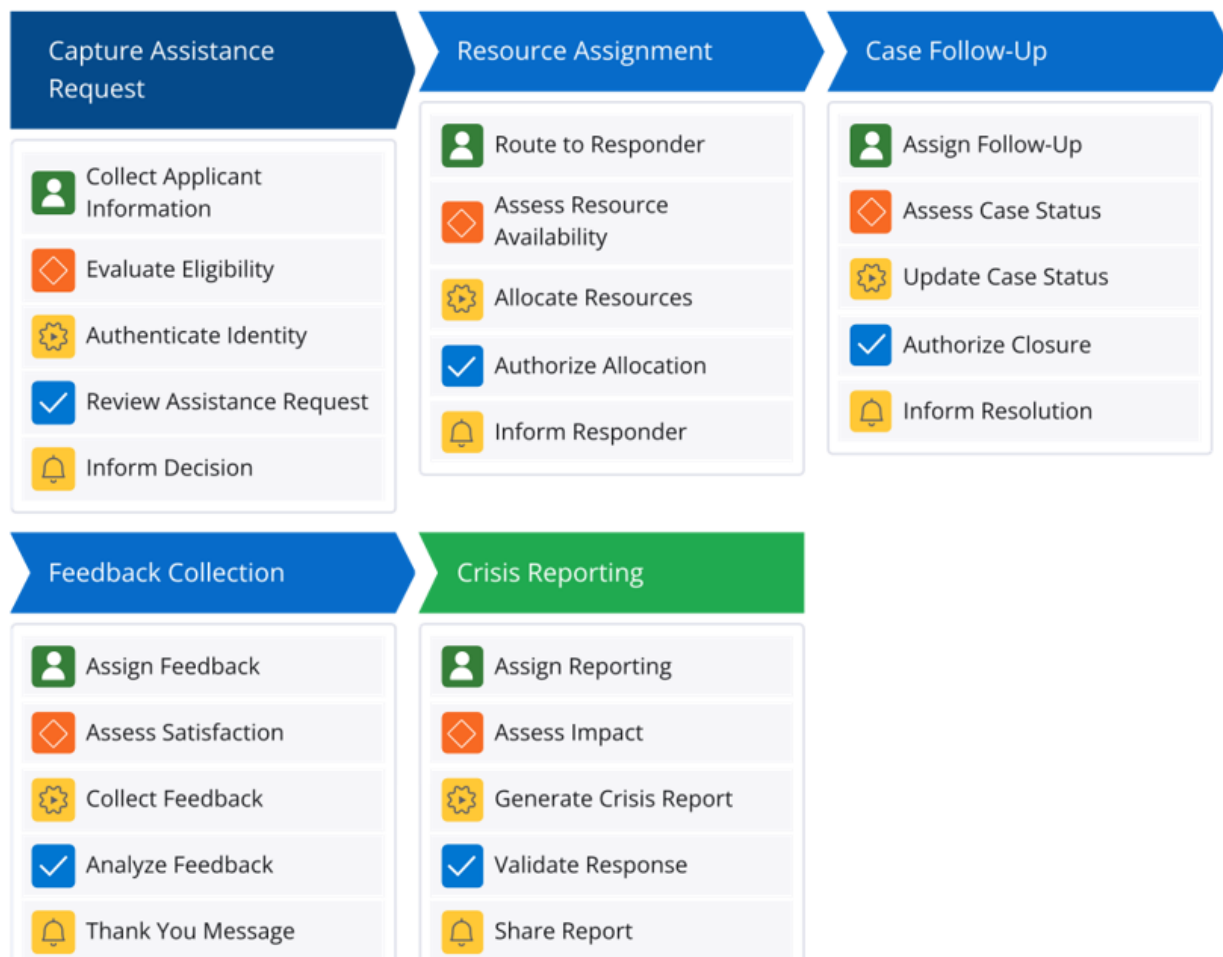 Capture Assistance
Request
Collect Applicant
Information
Evaluate Eligibility
Authenticate Identity
Review Assistance Request
Inform Decision
Resource Assignment
Route to Responder
Assess Resource
Availability
Allocate Resources
Authorize Allocation
Inform Responder
Case Follow-Up
Assign Follow-Up
Assess Case Status
Update Case Status
Authorize Closure
Inform Resolution
Feedback Collection
Assign Feedback
Assess Satisfaction
Collect Feedback
Analyze Feedback
Thank You Message
Crisis Reporting
Assign Reporting
Assess Impact
Generate Crisis Report
Validate Response
Share Report